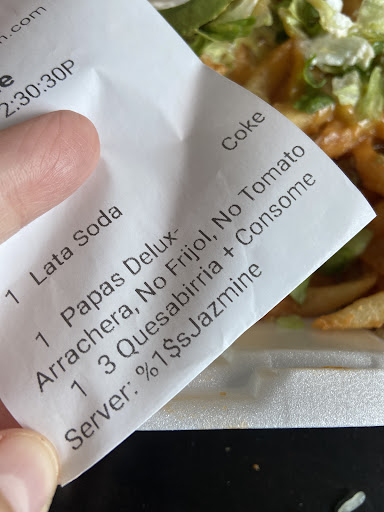 n.com
e
2:30:30P
1 Lata Soda
Coke
1 Papas Delux-
Arrachera, No Frijol, No Tomato
1 3 Quesabirria + Consome
Server: %1$sJazmine